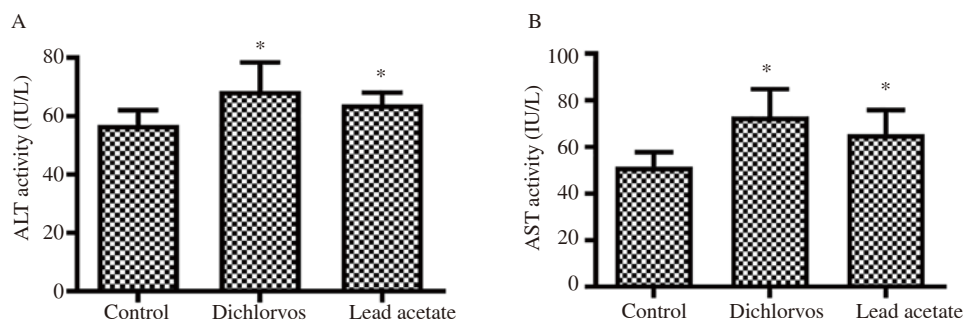 A
ALT activity (IU/L)
80
60
40
20
0
*
*
Control
Dichlorvos
Lead acetate
B
AST activity (IU/L)
100
80
60
40
20
0
*
*
Control
Dichlorvos
Lead acetate